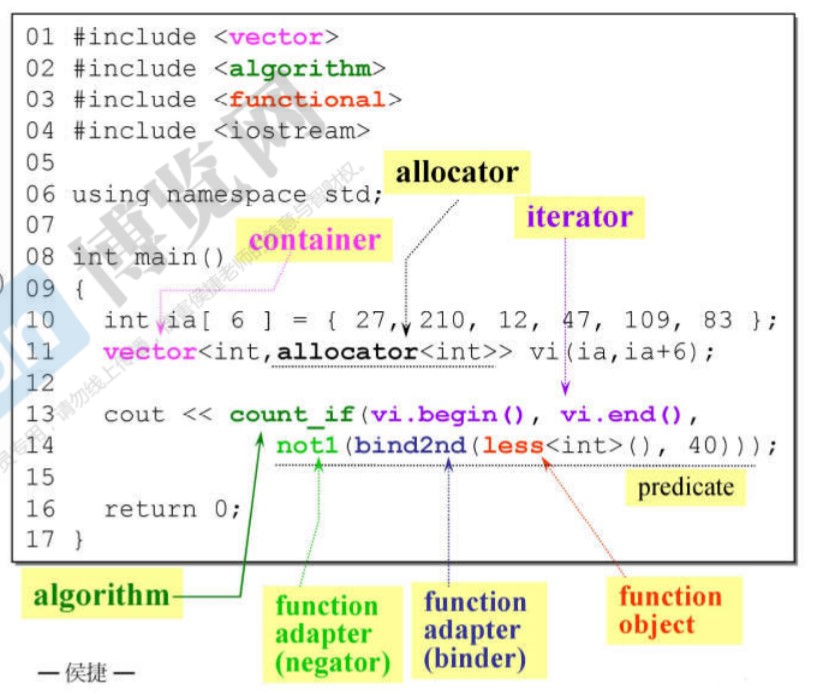 01 #include <vector>
02 #include <algorithm>
03 #include <functional>
04 #include <iostream>
05
allocator
06 using namespace std;
iterator
07
container
08 int main()
09 {
10 int ia[ 6 ] = { 27, 210, 12, 47, 109, 83 };
11 vector<int,allocator<int>> vi(ia,ia+6);
12
13 cout << count_if(vi.begin(), vi.end(),
14 not1(bind2nd(less<int>(), 40)));
15
predicate
16 return 0;
17 }
algorithm
function
adapter
(negator)
function
adapter
(binder)
function
object
— 侯捷 —
博览网